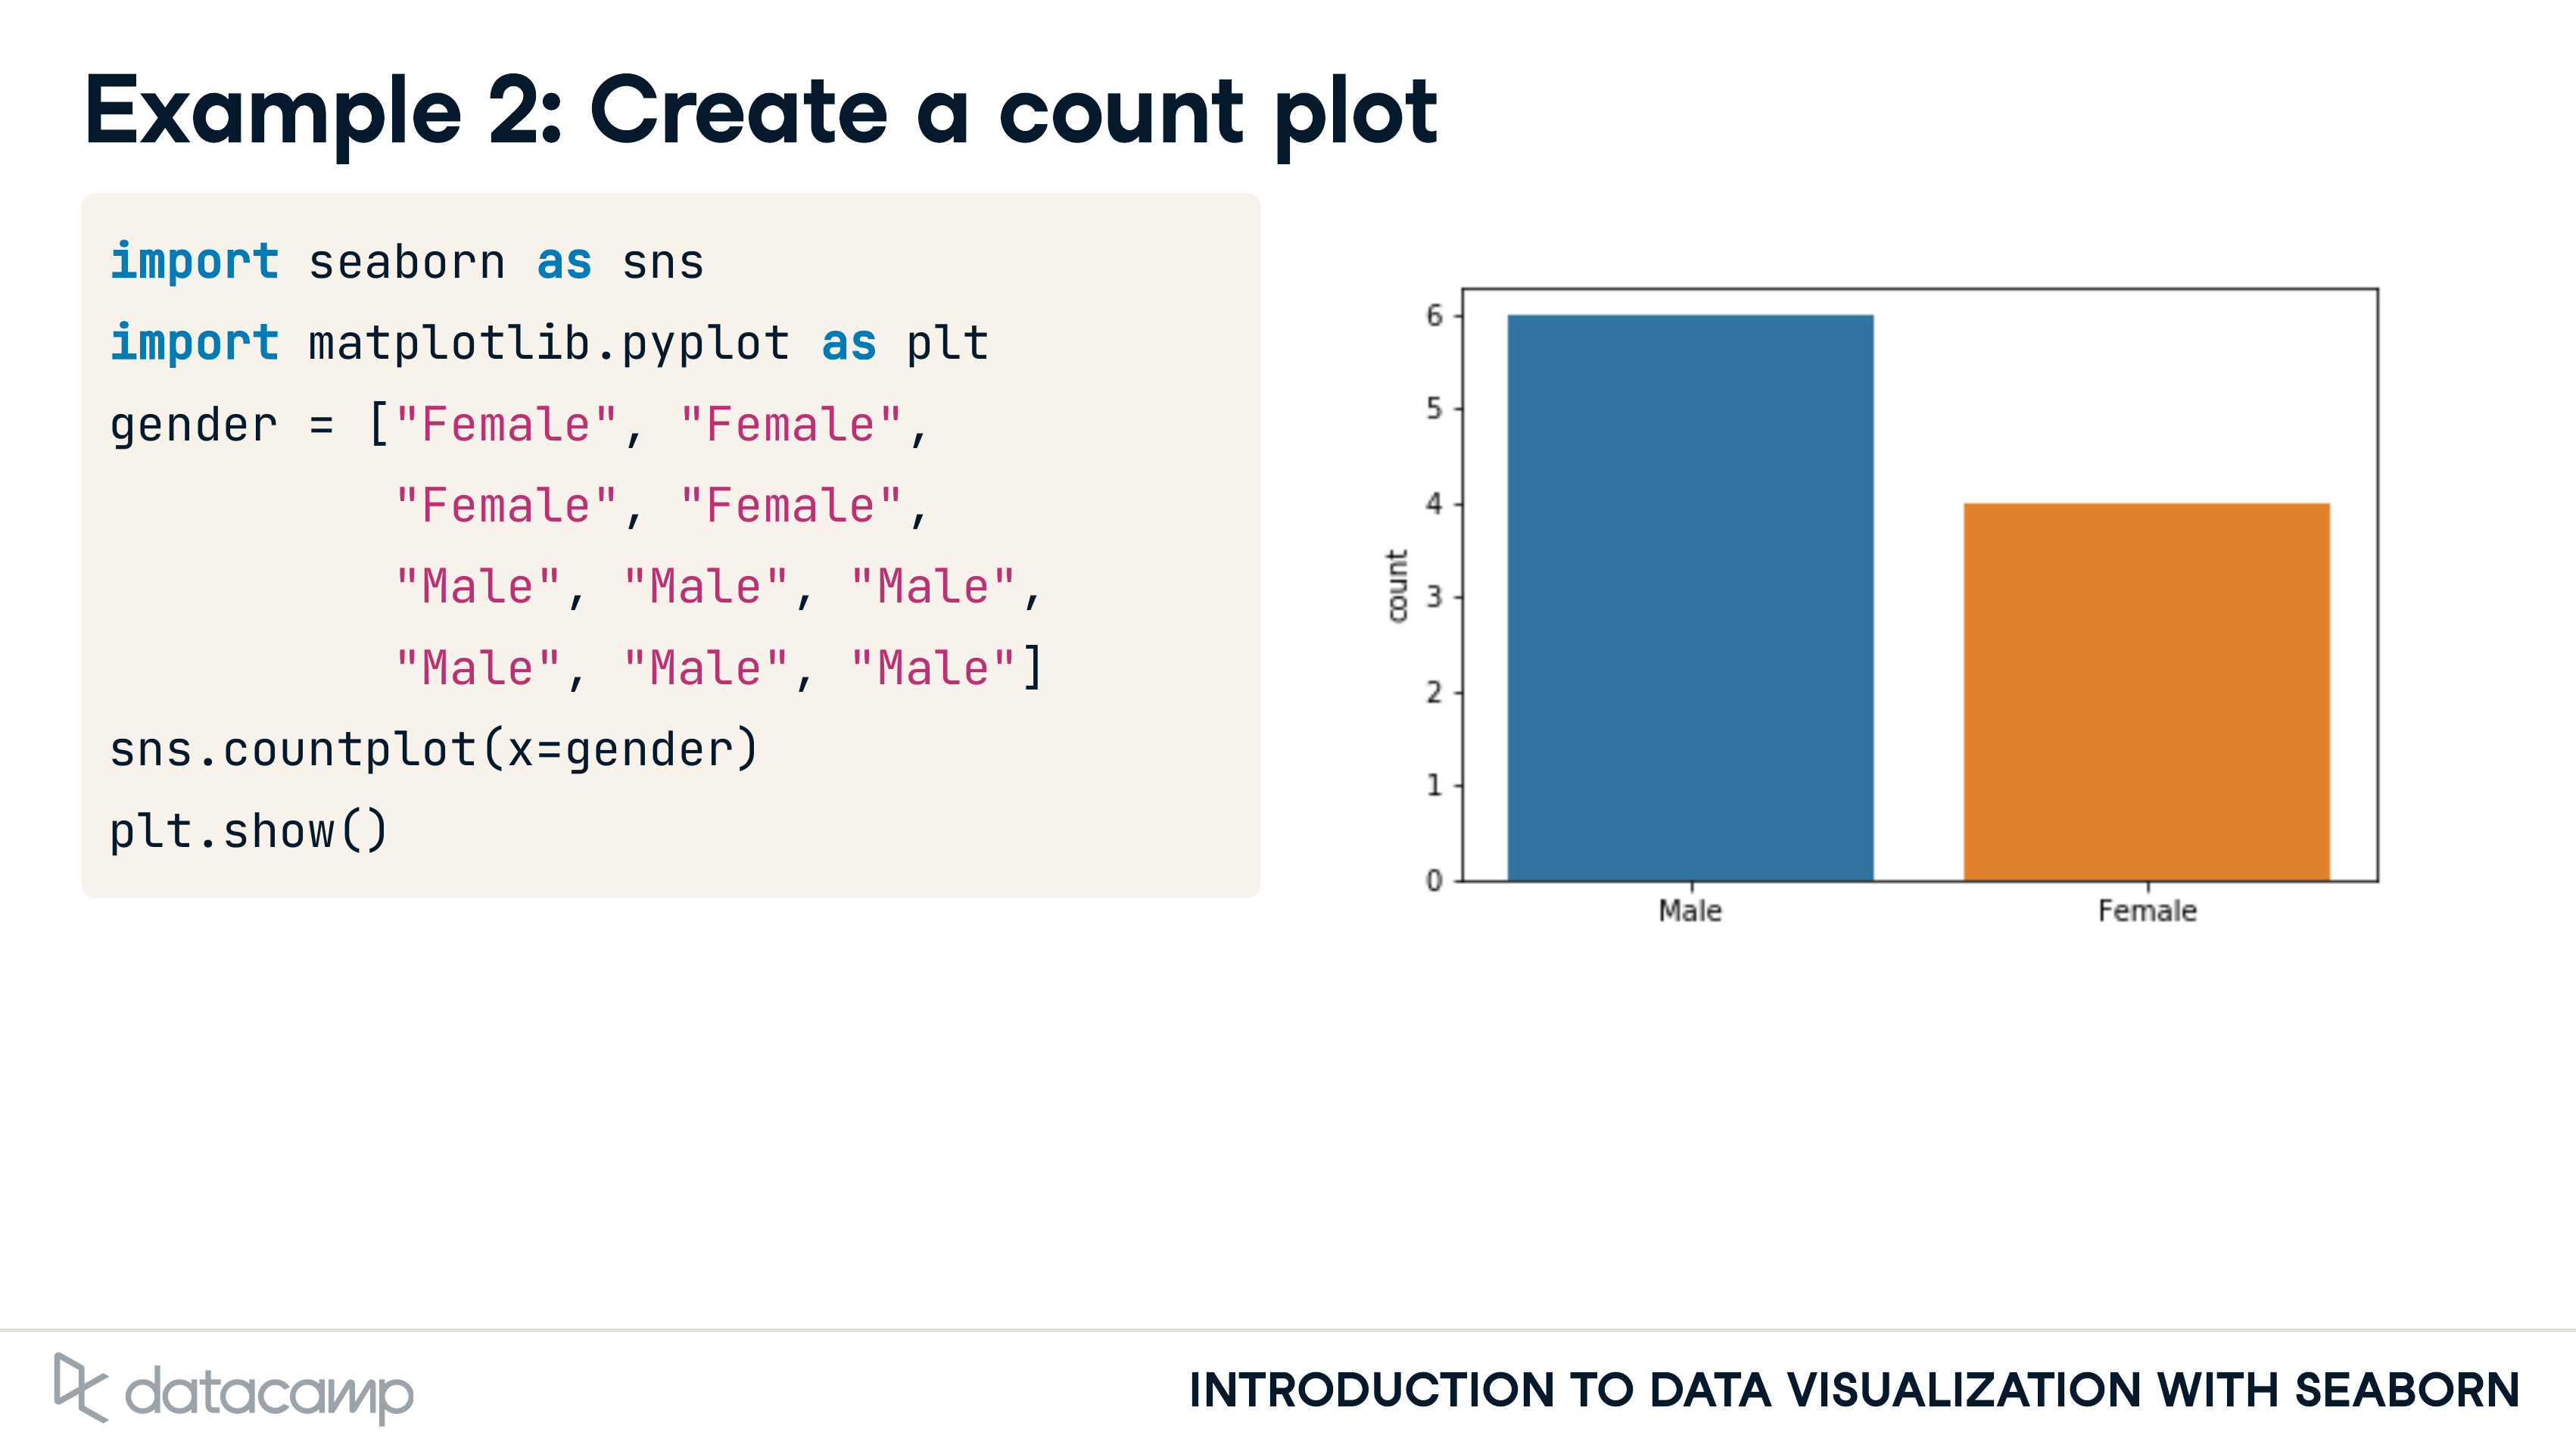 Example 2: Create a count plot
import seaborn as sns
import matplotlib.pyplot as plt
gender = ["Female", "Female",
"Female", "Female",
"Male", "Male", "Male",
"Male", "Male", "Male"]
sns.countplot(x=gender)
plt.show()
6
5
4
3
2
1
0
count
Male Female
datacamp
INTRODUCTION TO DATA VISUALIZATION WITH SEABORN